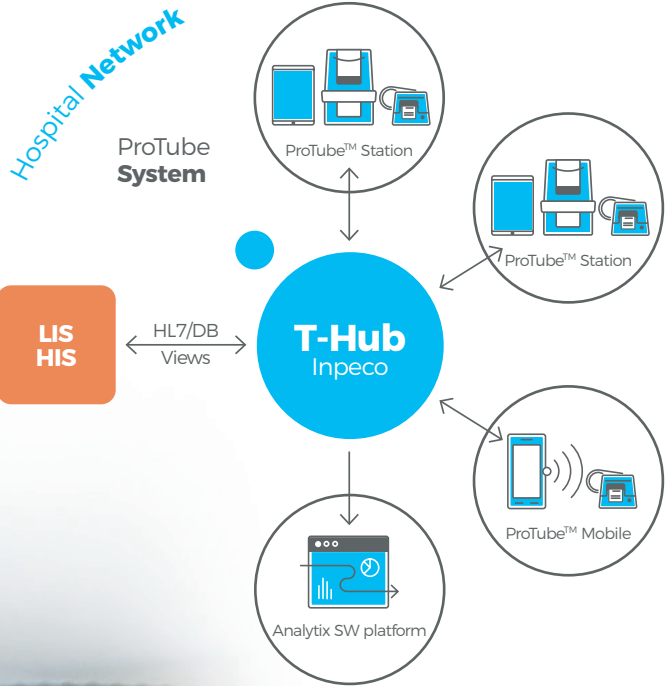 Hospital Network
ProTube
System
ProTube™ Station
ProTube™ Station
LIS
HIS
HL7/DB
Views
T-Hub
Inpeco
ProTube™ Mobile
Analytix SW platform